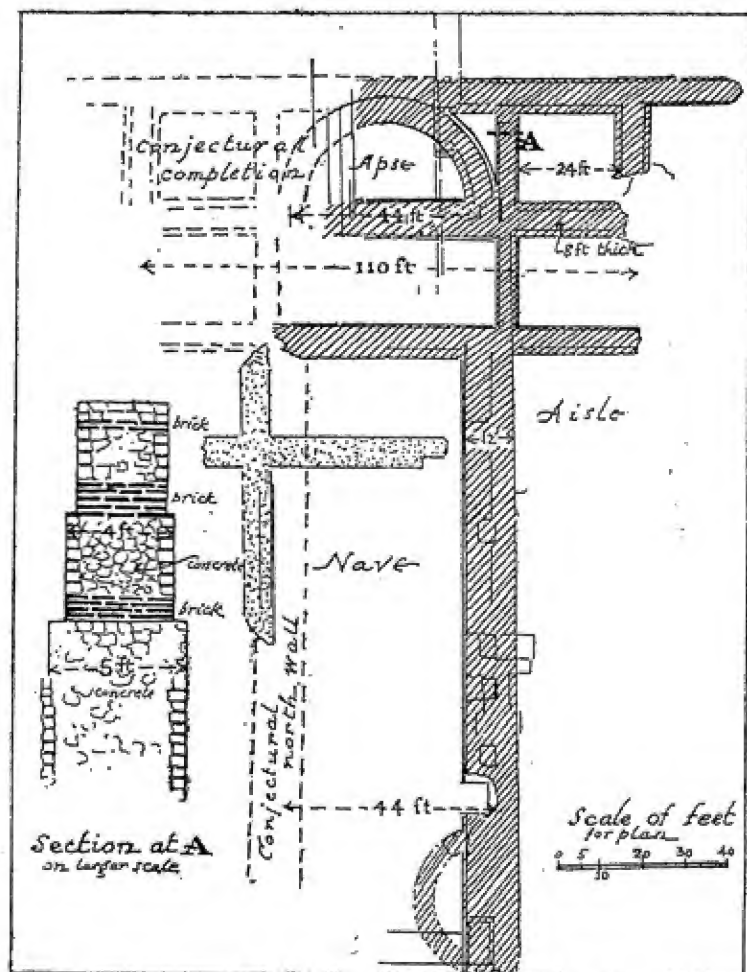 Conjectural
completion
Apse
A
24 ft
44 ft
8ft thick
110 ft
Aisle
12
brick
brick
4 ft
concrete
brick
Nave
5 ft
concrete
Conjectural
north wall
44 ft
Section at A
on larger scale
Scale of feet
for plan
0 5 10 20 30 40